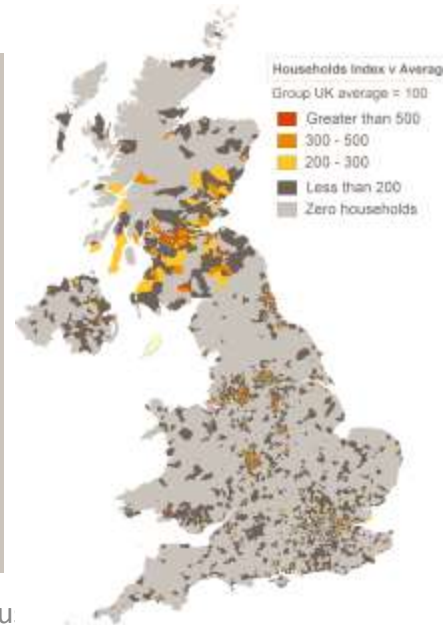 Households Index v Averag
Group UK average = 100
Greater than 500
300 - 500
200 - 300
Less than 200
Zero households
u